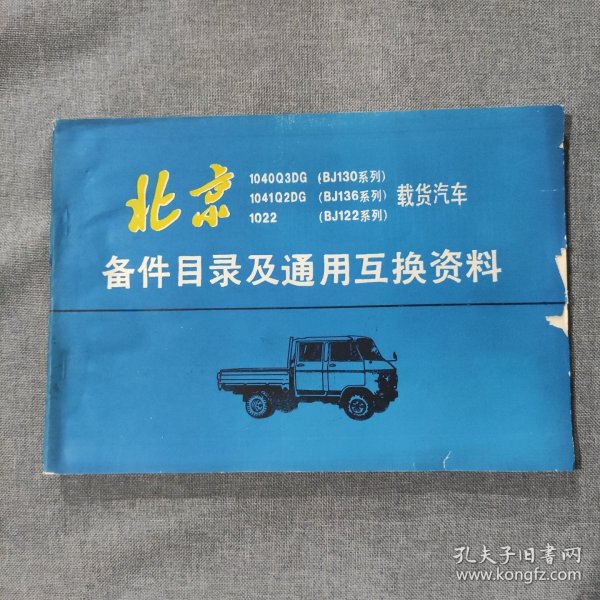 北京
1040Q3DG (BJ130系列)
1041Q2DG (BJ136系列) 载货汽车
1022 (BJ122系列)
备件目录及通用互换资料
孔夫子旧书网
www.kongfz.com